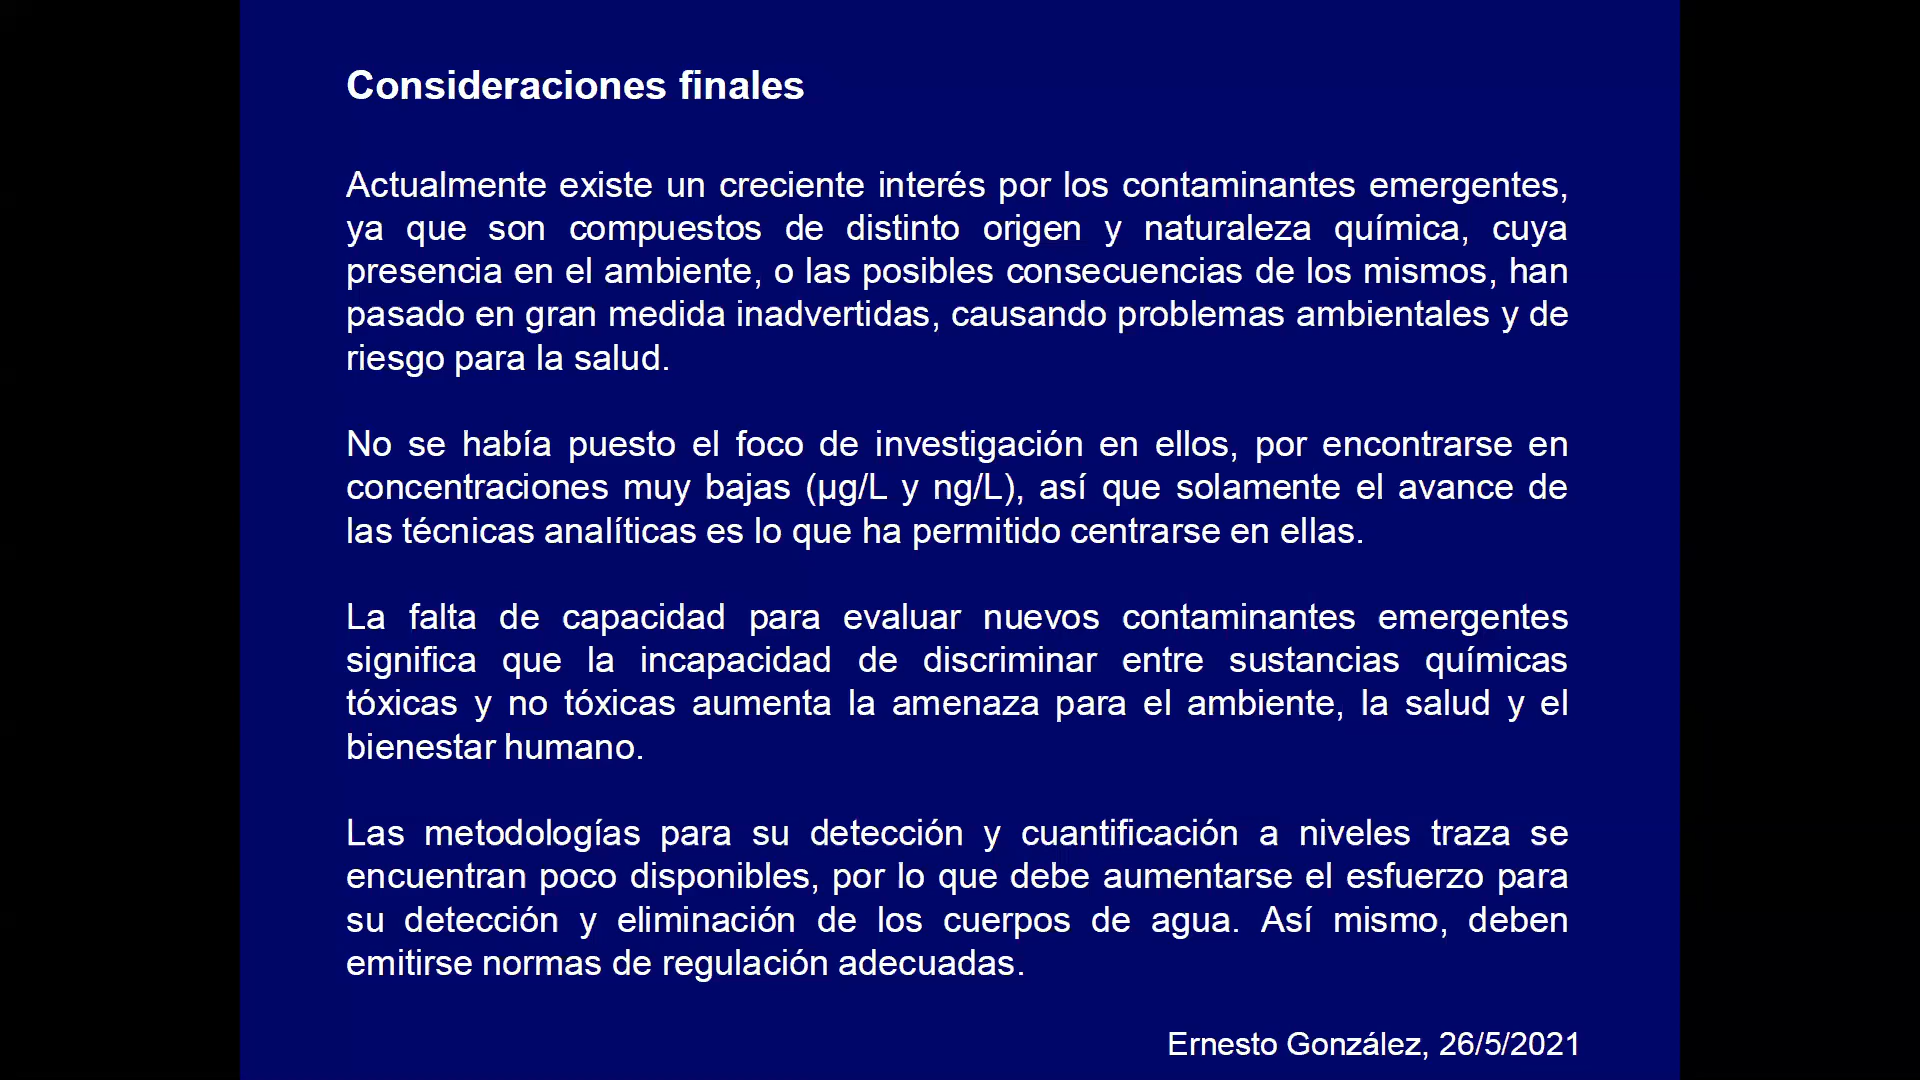 Consideraciones finales
Actualmente existe un creciente interés por los contaminantes emergentes,
ya que son compuestos de distinto origen y naturaleza química, cuya
presencia en el ambiente, o las posibles consecuencias de los mismos, han
pasado en gran medida inadvertidas, causando problemas ambientales y de
riesgo para la salud.
No se había puesto el foco de investigación en ellos, por encontrarse en
concentraciones muy bajas (μg/L y ng/L), así que solamente el avance de
las técnicas analíticas es lo que ha permitido centrarse en ellas.
La falta de capacidad para evaluar nuevos contaminantes emergentes
significa que la incapacidad de discriminar entre sustancias químicas
tóxicas y no tóxicas aumenta la amenaza para el ambiente, la salud y el
bienestar humano.
Las metodologías para su detección y cuantificación a niveles traza se
encuentran poco disponibles, por lo que debe aumentarse el esfuerzo para
su detección y eliminación de los cuerpos de agua. Así mismo, deben
emitirse normas de regulación adecuadas.
Ernesto González, 26/5/2021